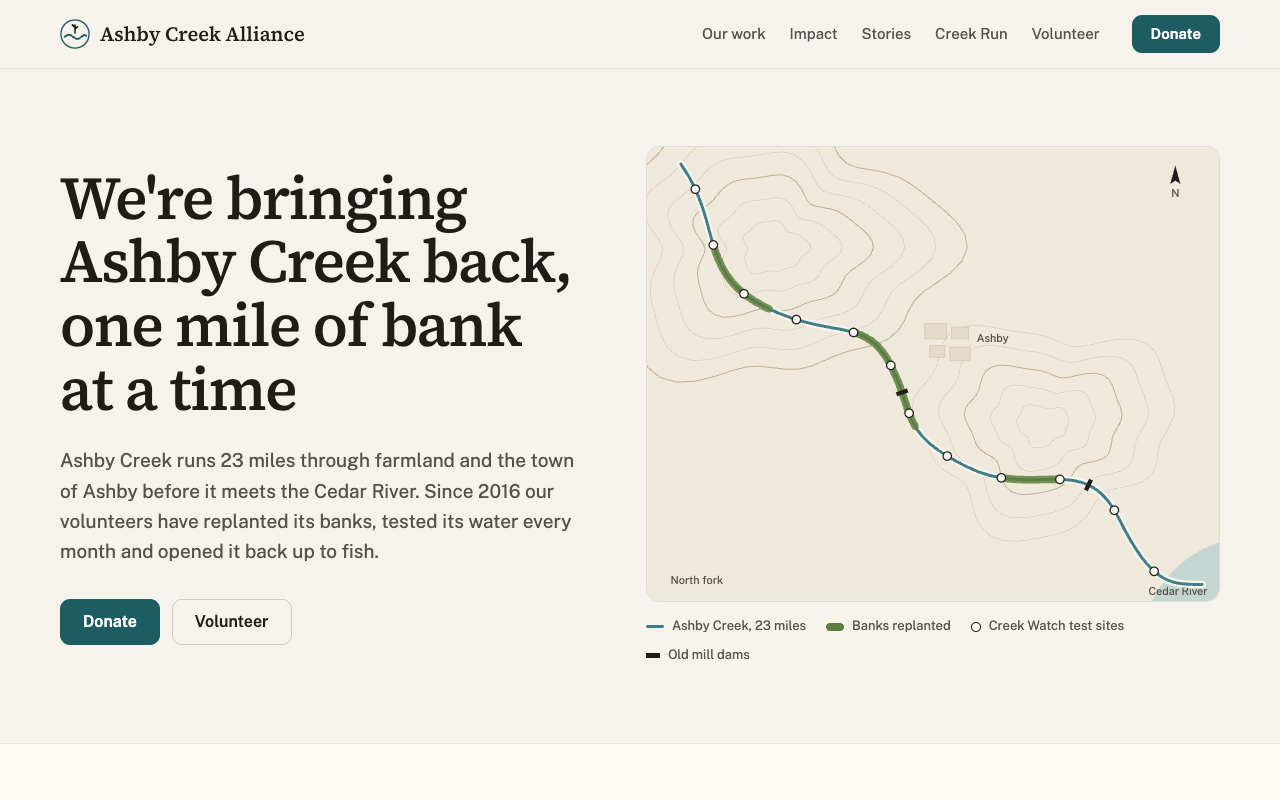 Ashby Creek Alliance
Our work
Impact
Stories
Creek Run
Volunteer
Donate
We're bringing
Ashby Creek back,
one mile of bank
at a time
Ashby Creek runs 23 miles through farmland and the town
of Ashby before it meets the Cedar River. Since 2016 our
volunteers have replanted its banks, tested its water every
month and opened it back up to fish.
Donate
Volunteer
N
Ashby
North fork
Cedar River
Ashby Creek, 23 miles
Banks replanted
Creek Watch test sites
Old mill dams